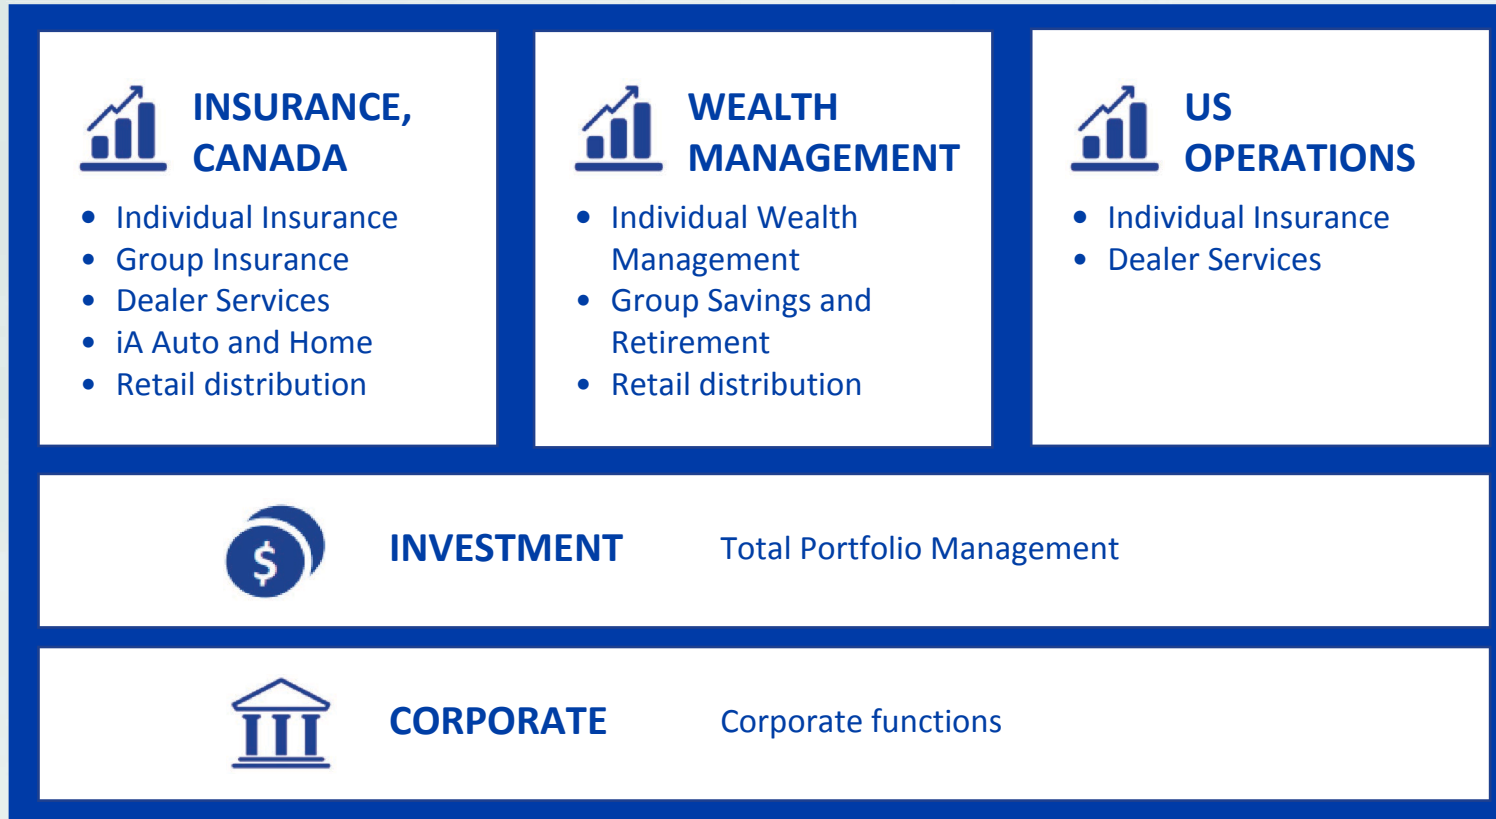 INSURANCE,
CANADA
• Individual Insurance
• Group Insurance
• Dealer Services
• iA Auto and Home
• Retail distribution
WEALTH
MANAGEMENT
• Individual Wealth
Management
• Group Savings and
Retirement
• Retail distribution
US
OPERATIONS
• Individual Insurance
• Dealer Services
$
INVESTMENT
Total Portfolio Management
CORPORATE
Corporate functions